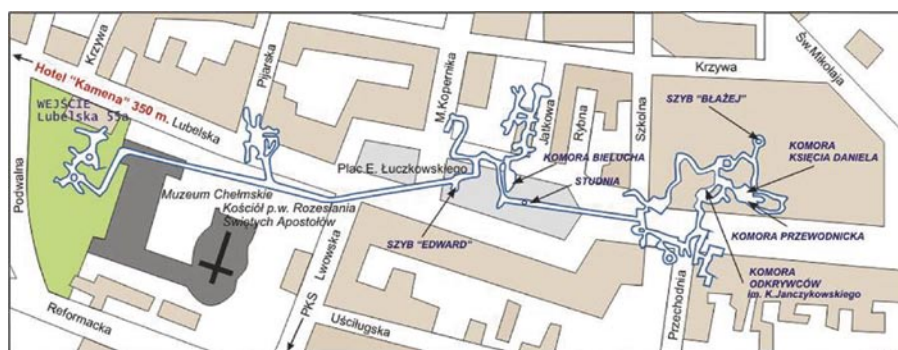 Krzywa
Pijarska
M.Kopernika
Św.Mikołaja
Hotel "Kamena" 350 m.
Lubelska
WEJŚCIE
Lubelska 55a
Krzywa
SZYB "BŁAŻEJ"
Jatkowa
Rybna
Szkolna
KOMORA
KSIĘCIA DANIELA
Plac E. Łuczkowskiego
KOMORA BIELUCHA
STUDNIA
Podwalna
Muzeum Chełmskie
Kościół p.w. Rozesłania
Świętych Apostołów
SZYB "EDWARD"
KOMORA PRZEWODNICKA
Lwowska
PKS
KOMORA
ODKRYWCÓW
im. K.Janczykowskiego
Przechodnia
Reformacka
Uściługska